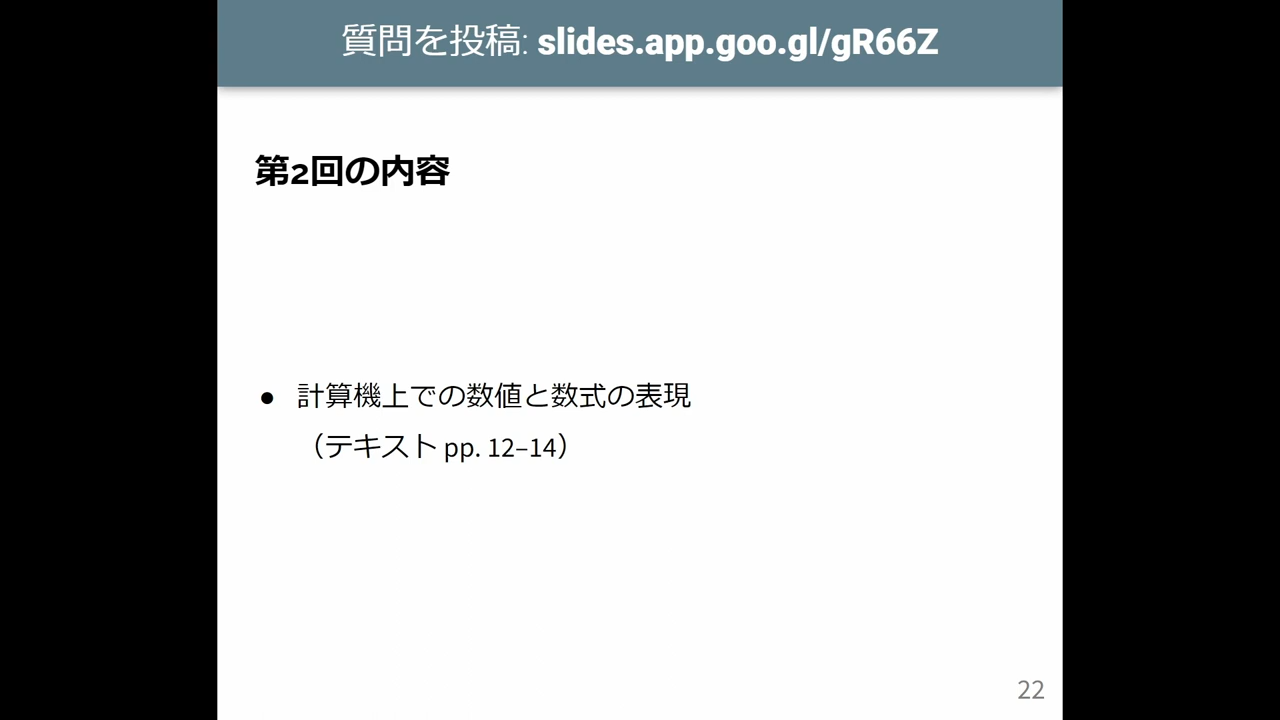 質問を投稿: slides.app.goo.gl/gR66Z
第2回の内容
● 計算機上での数値と数式の表現
（テキスト pp. 12–14）
22